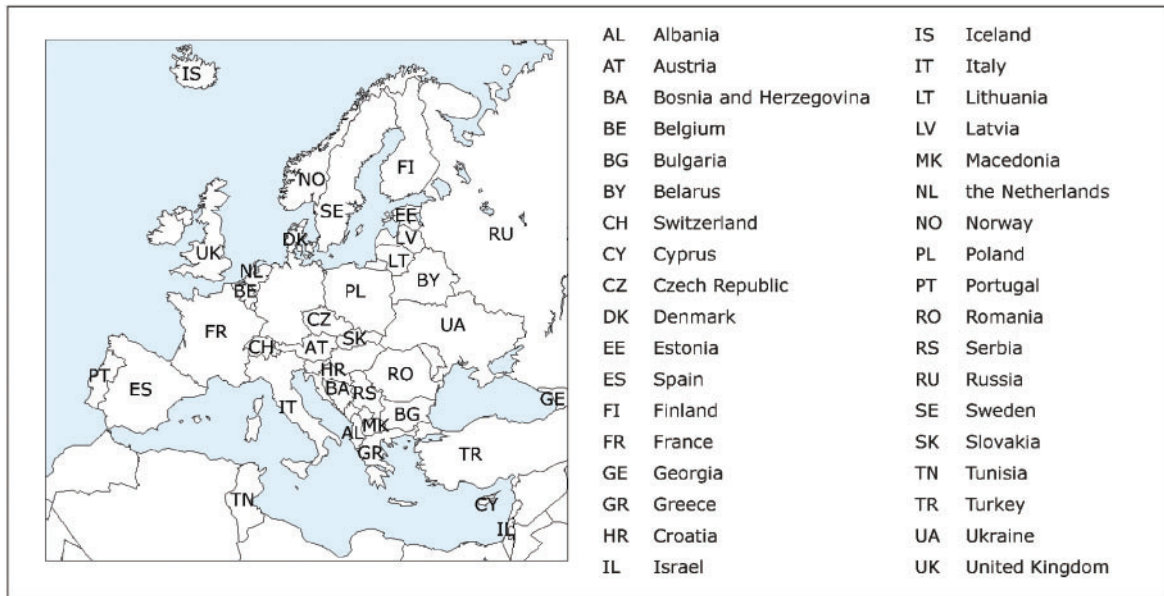 IS
NO
FI
SE
EE
RU
DK
LV
UK
LT
NL
BY
BE
PL
CZ
UA
FR
SK
CH
AT
HR
RO
PT
BA
ES
RS
GE
IT
BG
MK
AL
GR
TR
TN
CY
IL
AL Albania
AT Austria
BA Bosnia and Herzegovina
BE Belgium
BG Bulgaria
BY Belarus
CH Switzerland
CY Cyprus
CZ Czech Republic
DK Denmark
EE Estonia
ES Spain
FI Finland
FR France
GE Georgia
GR Greece
HR Croatia
IL Israel
IS Iceland
IT Italy
LT Lithuania
LV Latvia
MK Macedonia
NL the Netherlands
NO Norway
PL Poland
PT Portugal
RO Romania
RS Serbia
RU Russia
SE Sweden
SK Slovakia
TN Tunisia
TR Turkey
UA Ukraine
UK United Kingdom